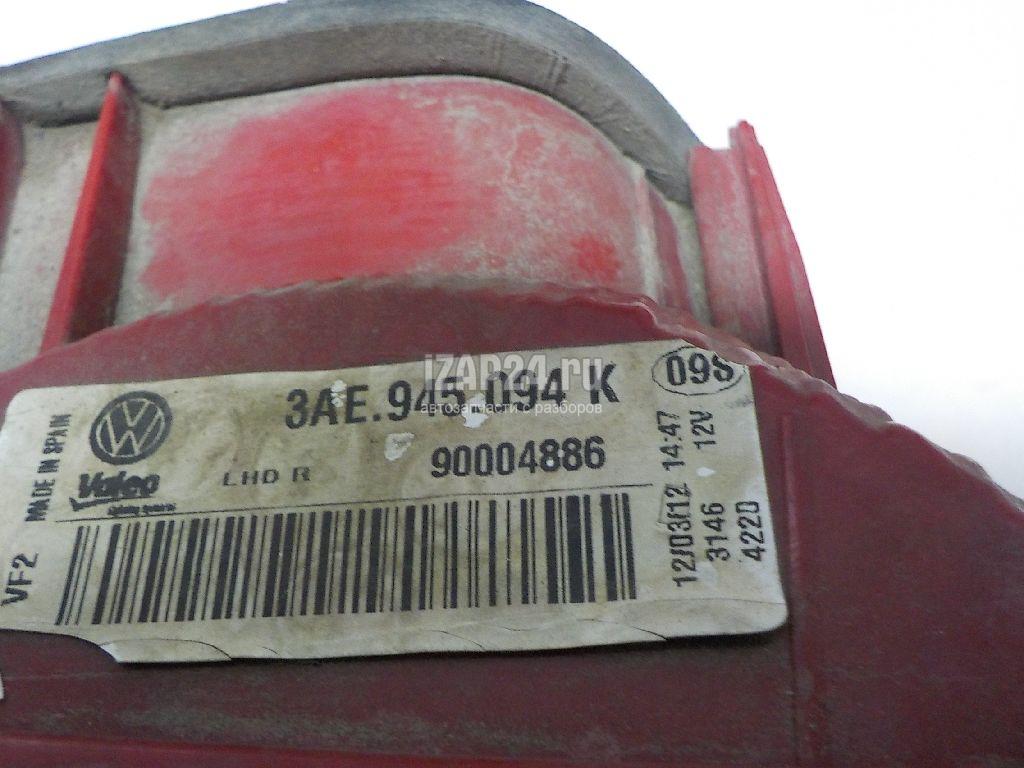 iZAP24.ru
автозапчасти с разборов
3AE.945.094 K
098
MADE IN SPAIN
Valeo
LHD R
90004886
VF2
12/03/12 14:47
3146 12V
4220